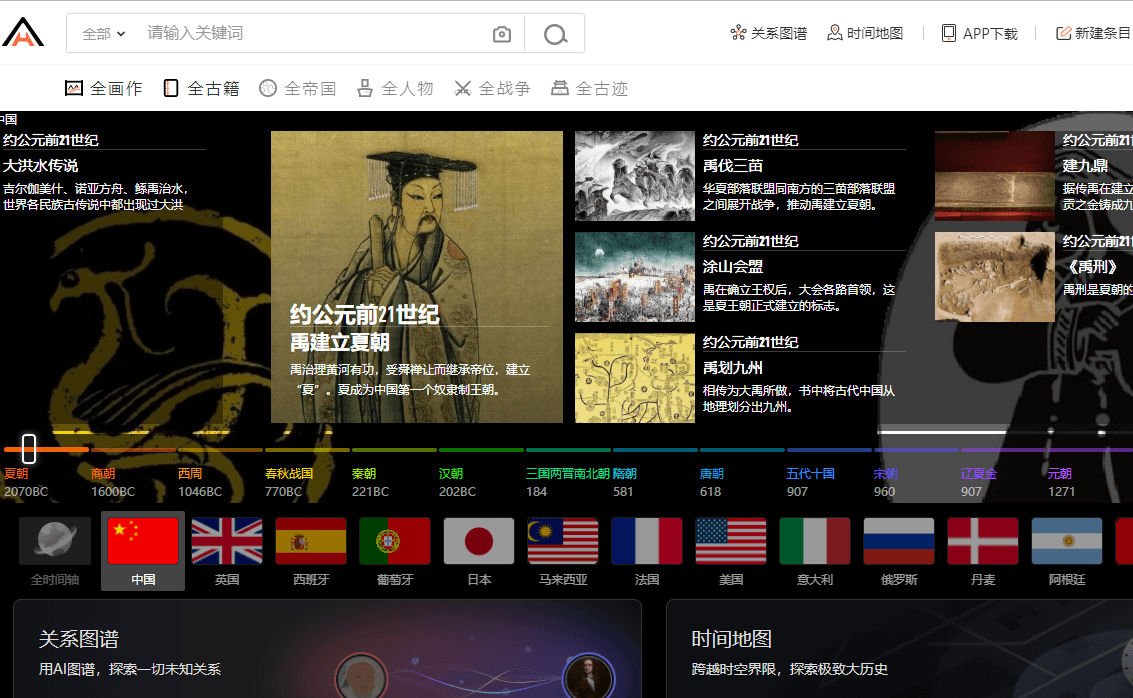 全部
请输入关键词
关系图谱
时间地图
APP下载
新建条目
全画作
全古籍
全帝国
全人物
全战争
全古迹
中国
约公元前21世纪
大洪水传说
吉尔伽美什、诺亚方舟、鲧禹治水，
世界各民族古传说中都出现过大洪
约公元前21世纪
禹建立夏朝
禹治理黄河有功，受舜禅让而继承帝位，建立
“夏”。夏成为中国第一个奴隶制王朝。
约公元前21世纪
禹伐三苗
华夏部落联盟同南方的三苗部落联盟
之间展开战争，推动禹建立夏朝。
约公元前21世纪
涂山会盟
禹在确立王权后，大会各路首领，这
是夏王朝正式建立的标志。
约公元前21世纪
禹划九州
相传为大禹所做，书中将古代中国从
地理划分出九州。
约公元前21
建九鼎
据传禹在建立
贡之金铸成九
约公元前21
《禹刑》
禹刑是夏朝的
夏朝 商朝 西周 春秋战国 秦朝 汉朝 三国两晋南北朝 隋朝 唐朝 五代十国 宋朝 辽夏金 元朝
2070BC 1600BC 1046BC 770BC 221BC 202BC 184 581 618 907 960 907 1271
全时间轴 中国 英国 西班牙 葡萄牙 日本 马来西亚 法国 美国 意大利 俄罗斯 丹麦 阿根廷
关系图谱
用AI图谱，探索一切未知关系
时间地图
跨越时空界限，探索极致大历史